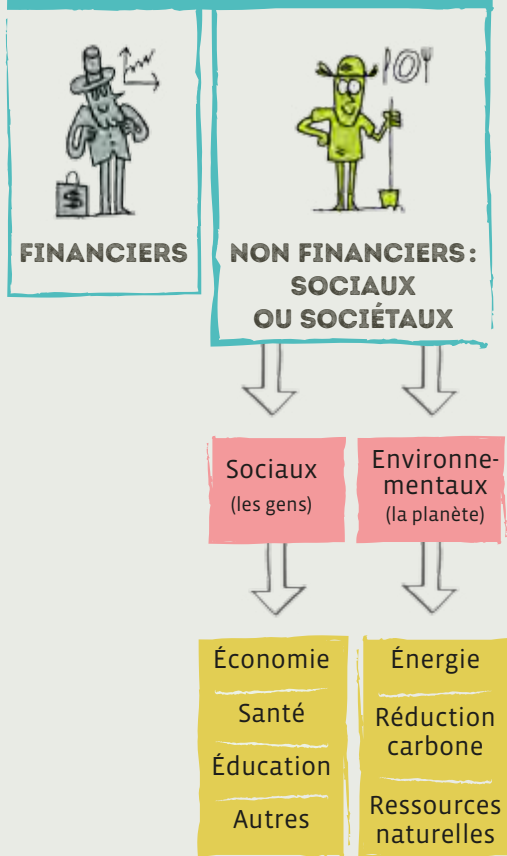 $
FINANCIERS
NON FINANCIERS :
SOCIAUX
OU SOCIÉTAUX
Sociaux
(les gens)
Environne-
mentaux
(la planète)
Économie
Santé
Éducation
Autres
Énergie
Réduction
carbone
Ressources
naturelles